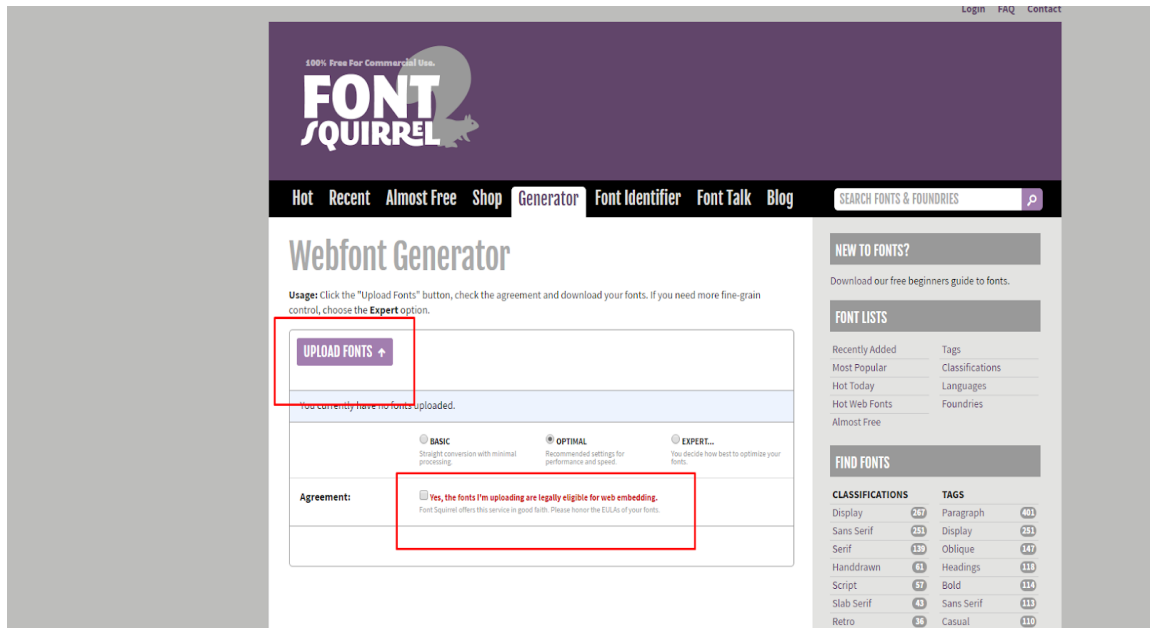 Login FAQ Contact
100% Free For Commercial Use.
FONT
SQUIRREL
Hot Recent Almost Free Shop Generator Font Identifier Font Talk Blog
SEARCH FONTS & FOUNDRIES
Webfont Generator
Usage: Click the "Upload Fonts" button, check the agreement and download your fonts. If you need more fine-grain
control, choose the Expert option.
UPLOAD FONTS
You currently have no fonts uploaded.
BASIC
Straight conversion with minimal
processing.
OPTIMAL
Recommended settings for
performance and speed.
EXPERT...
You decide how best to optimize your
fonts.
Agreement:
Yes, the fonts I'm uploading are legally eligible for web embedding.
Font Squirrel offers this service in good faith. Please honor the EULAs of your fonts.
NEW TO FONTS?
Download our free beginners guide to fonts.
FONT LISTS
Recently Added Tags
Most Popular Classifications
Hot Today Languages
Hot Web Fonts Foundries
Almost Free
FIND FONTS
CLASSIFICATIONS TAGS
Display 267 Paragraph 401
Sans Serif 251 Display 251
Serif 139 Oblique 147
Handdrawn 61 Headings 118
Script 57 Bold 114
Slab Serif 43 Sans Serif 113
Retro 36 Casual 110